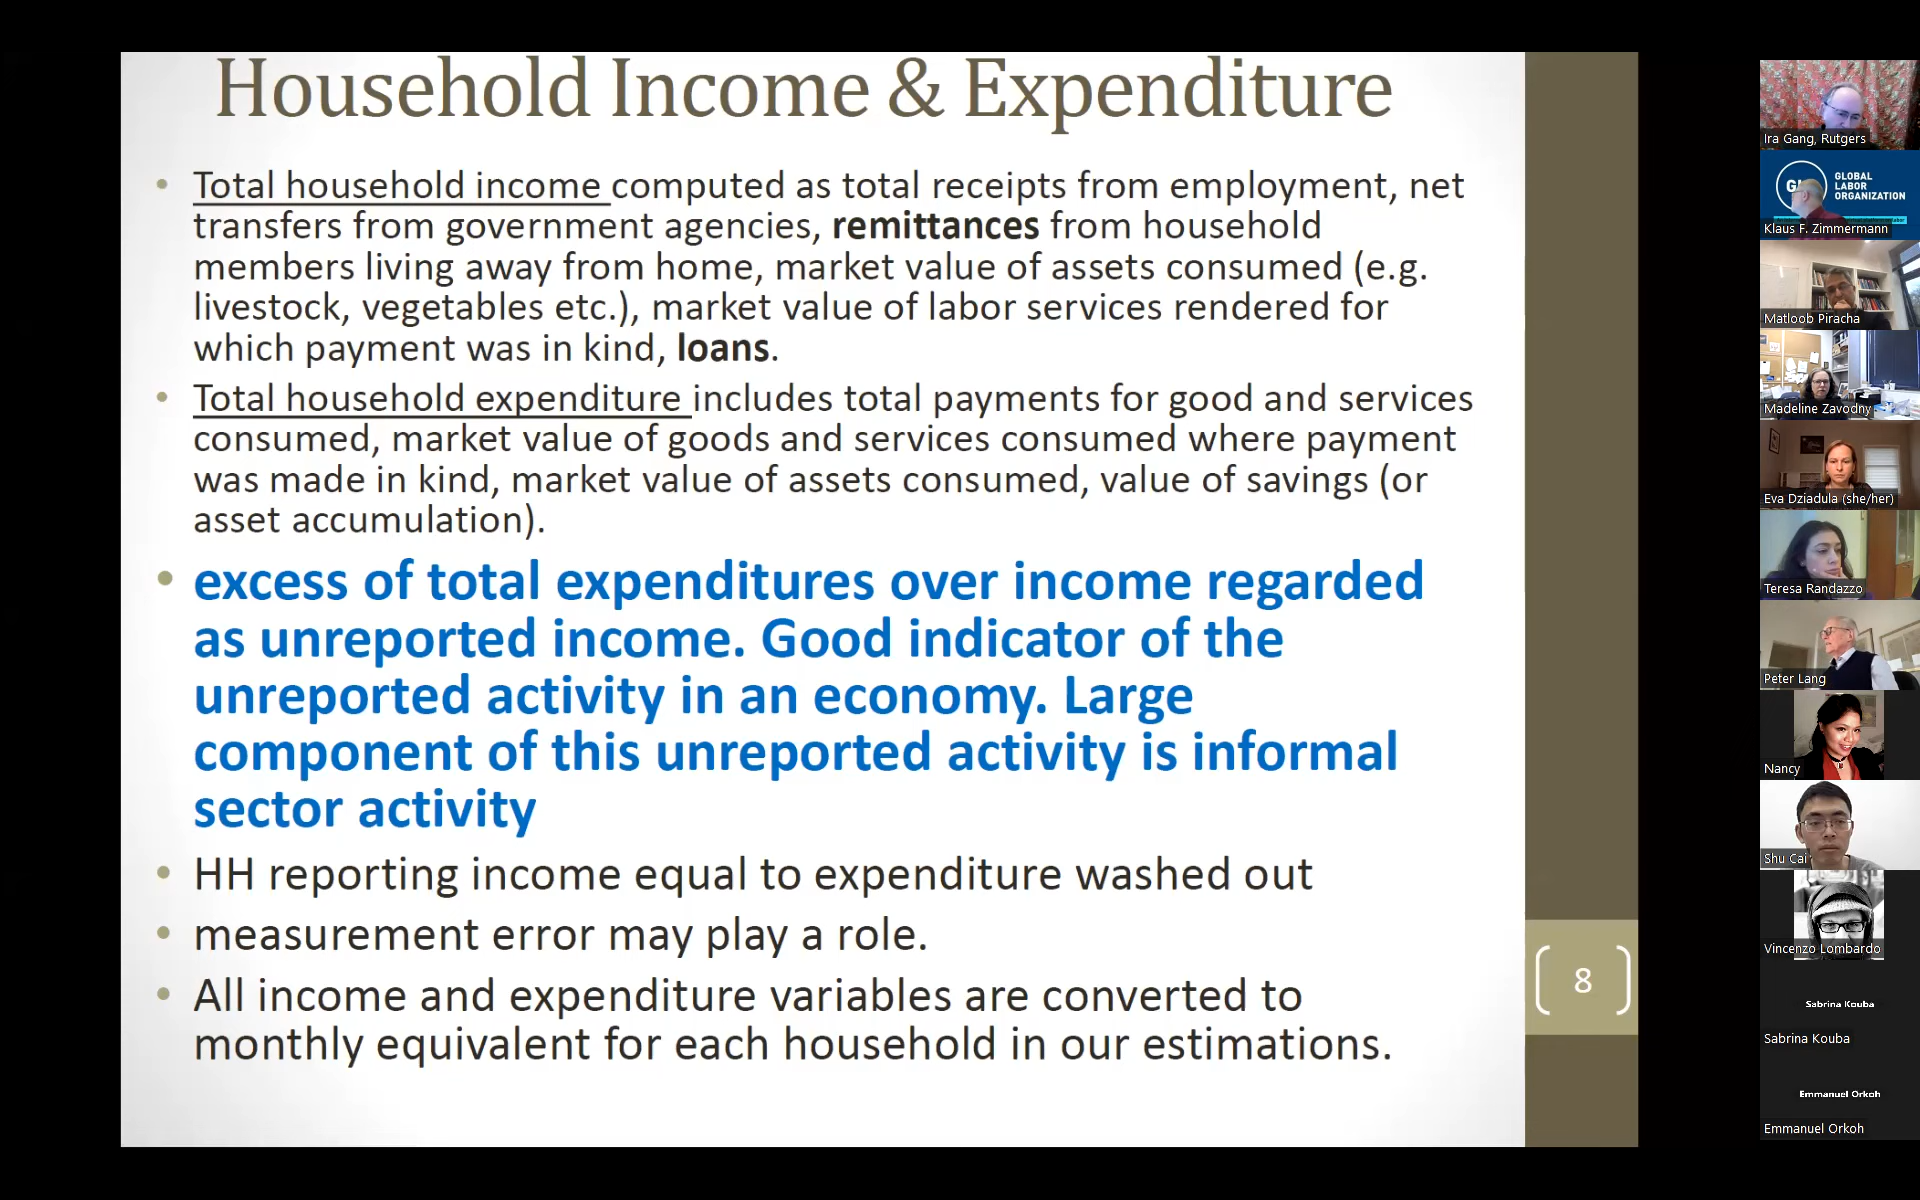 Household Income & Expenditure
• Total household income computed as total receipts from employment, net
transfers from government agencies, remittances from household
members living away from home, market value of assets consumed (e.g.
livestock, vegetables etc.), market value of labor services rendered for
which payment was in kind, loans.
• Total household expenditure includes total payments for good and services
consumed, market value of goods and services consumed where payment
was made in kind, market value of assets consumed, value of savings (or
asset accumulation).
• excess of total expenditures over income regarded
as unreported income. Good indicator of the
unreported activity in an economy. Large
component of this unreported activity is informal
sector activity
• HH reporting income equal to expenditure washed out
• measurement error may play a role.
• All income and expenditure variables are converted to
monthly equivalent for each household in our estimations.
8
Ira Gang, Rutgers
GLOBAL
LABOR
ORGANIZATION
Klaus F. Zimmermann
Matloob Piracha
Madeline Zavodny
Eva Dziadula (she/her)
Teresa Randazzo
Peter Lang
Nancy
Shu Cai
Vincenzo Lombardo
Sabrina Kouba
Sabrina Kouba
Emmanuel Orkoh
Emmanuel Orkoh